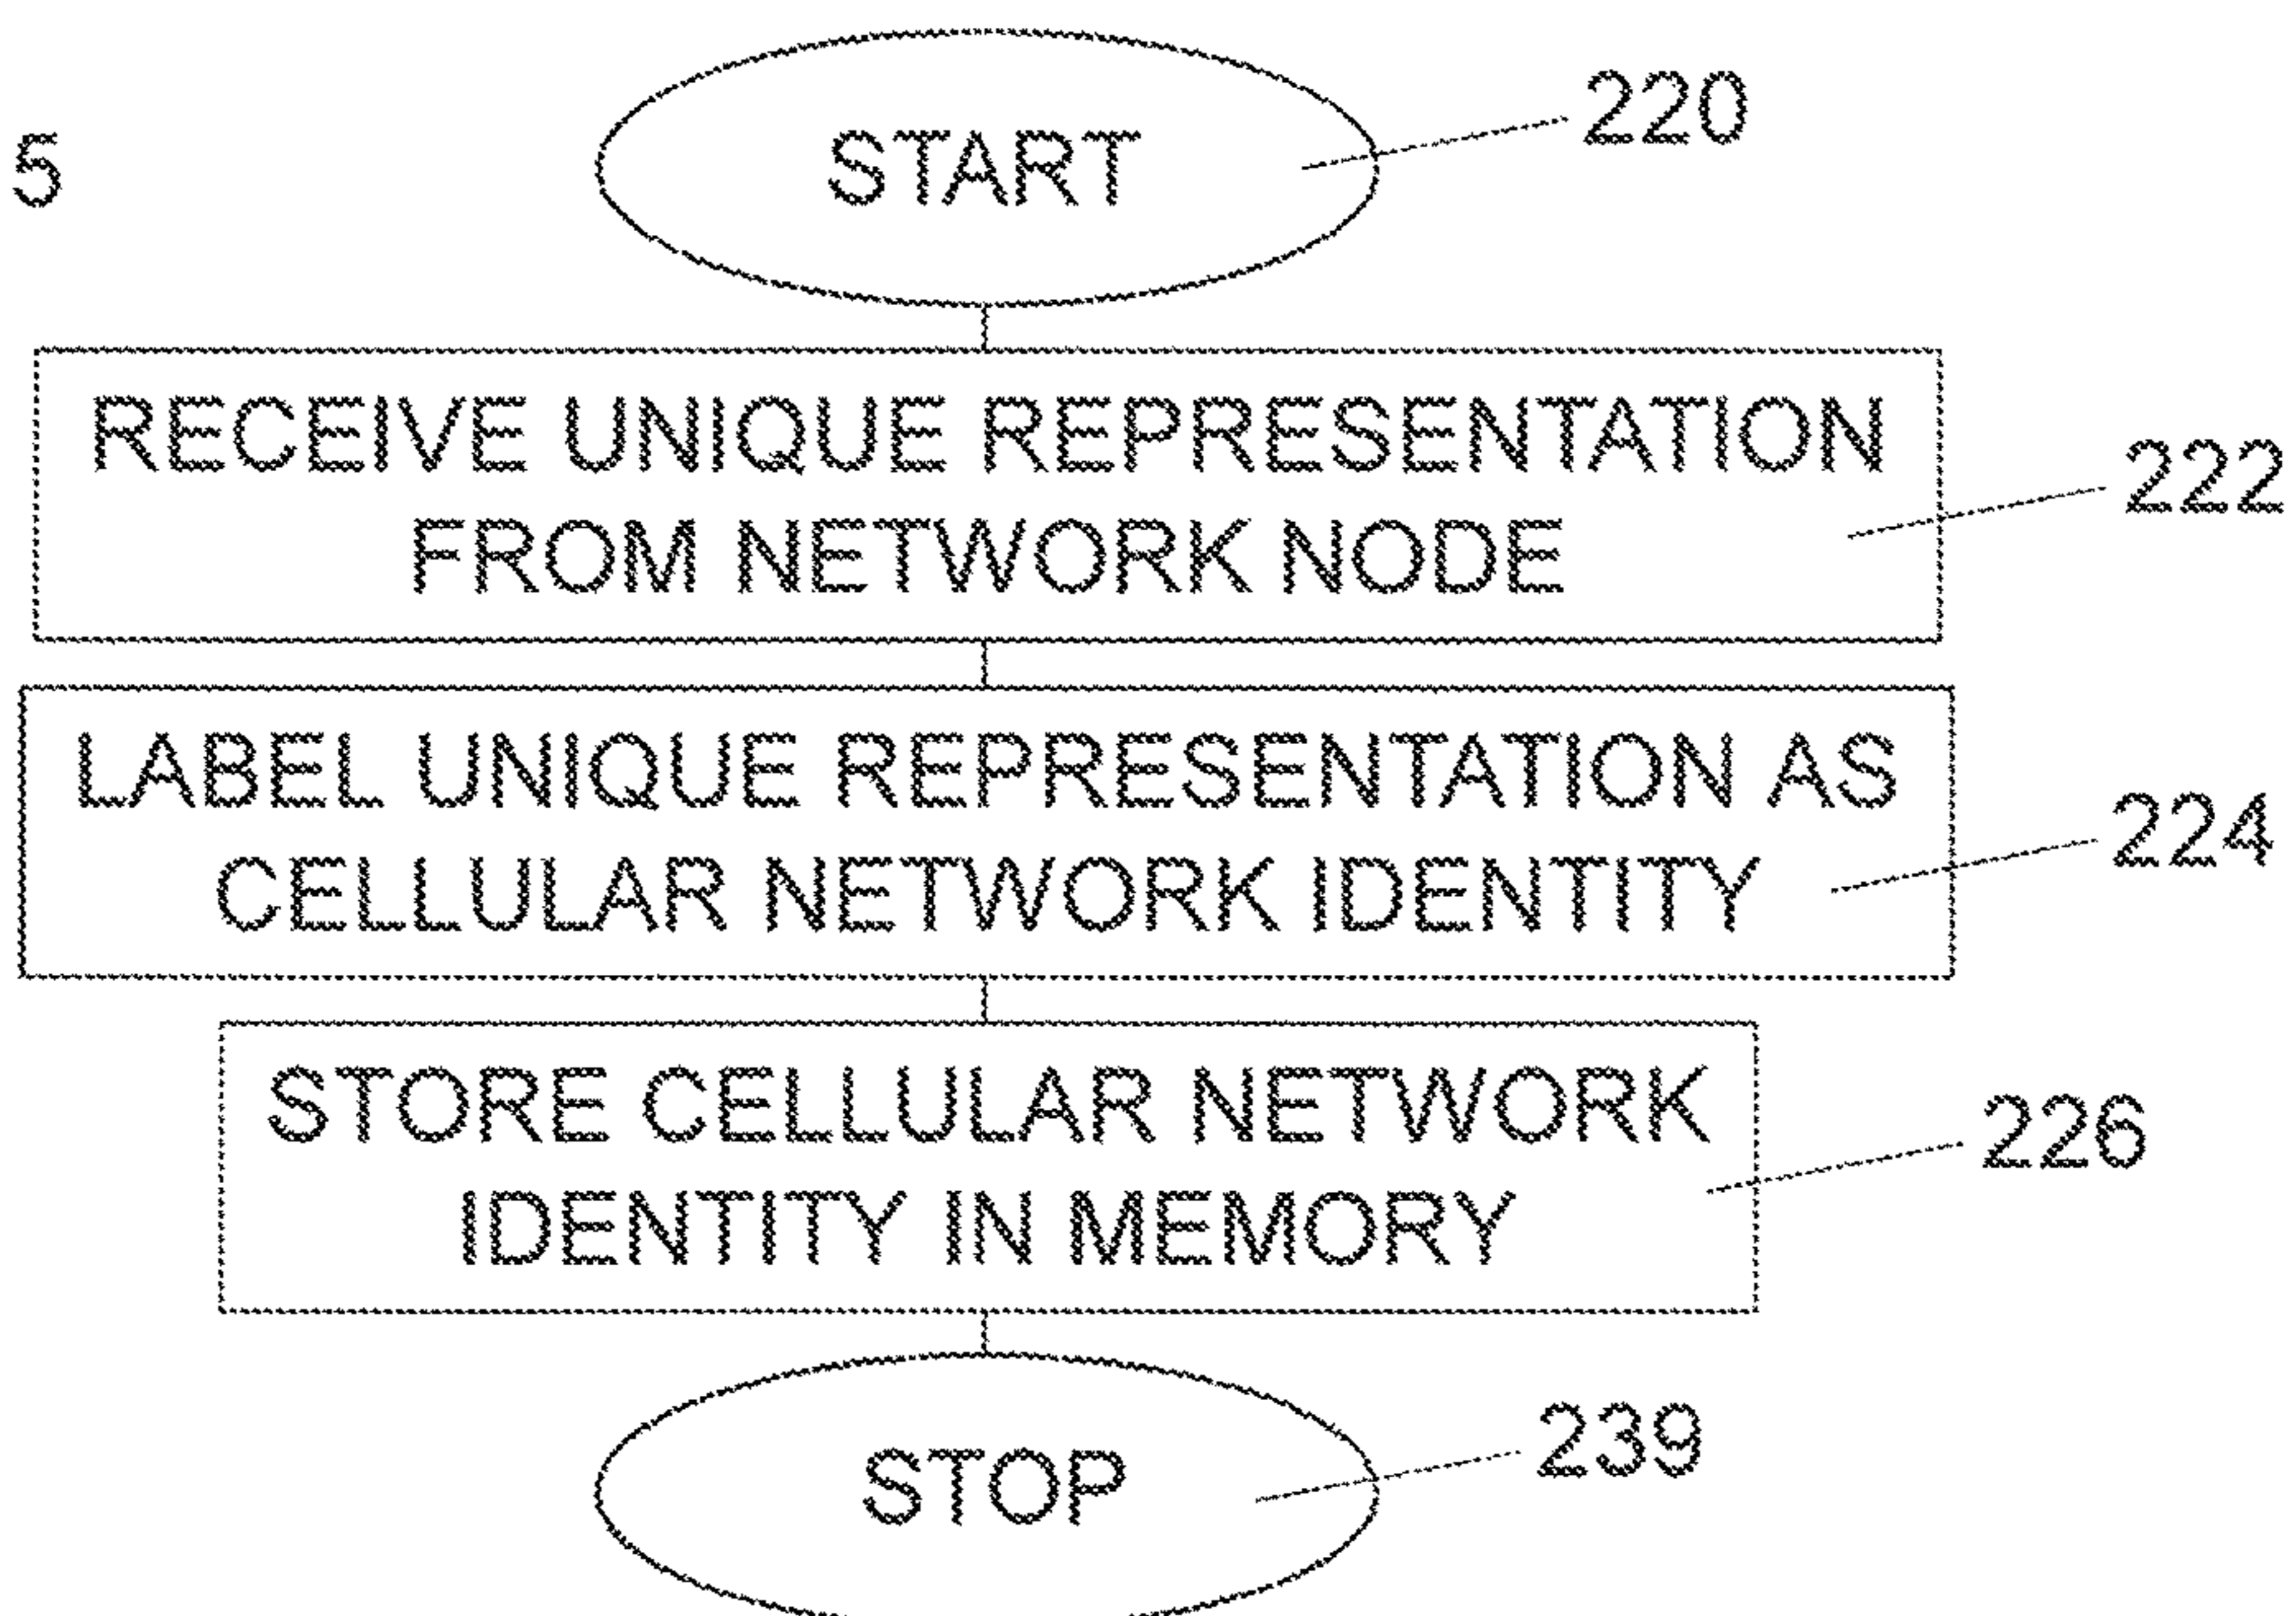 5
START
220
RECEIVE UNIQUE REPRESENTATION
FROM NETWORK NODE
222
LABEL UNIQUE REPRESENTATION AS
CELLULAR NETWORK IDENTITY
224
STORE CELLULAR NETWORK
IDENTITY IN MEMORY
226
STOP
239